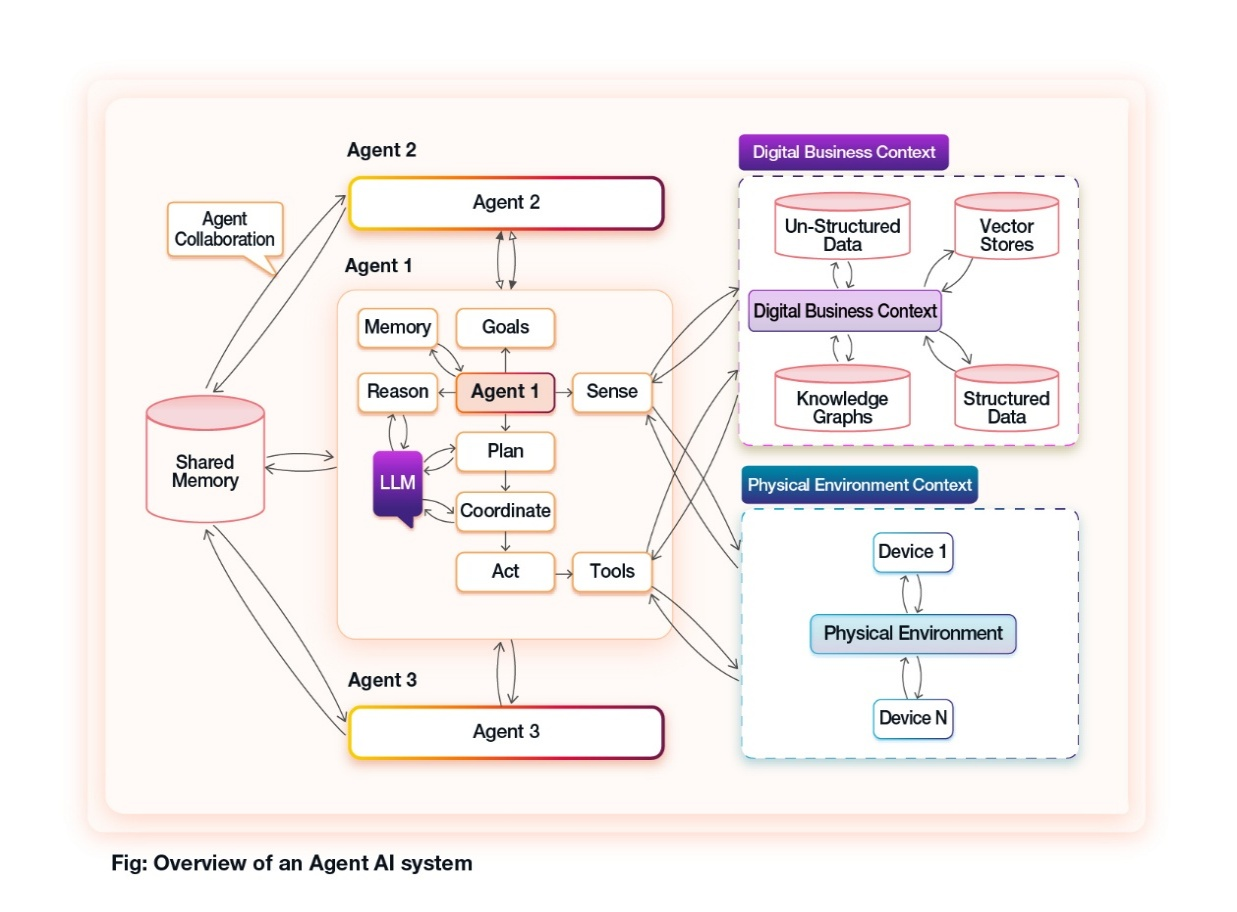 Agent 2
Agent 2
Agent
Collaboration
Agent 1
Memory
Goals
Reason
Agent 1
Sense
Plan
LLM
Coordinate
Act
Tools
Shared
Memory
Agent 3
Agent 3
Digital Business Context
Un-Structured
Data
Vector
Stores
Digital Business Context
Knowledge
Graphs
Structured
Data
Physical Environment Context
Device 1
Physical Environment
Device N
Fig: Overview of an Agent AI system